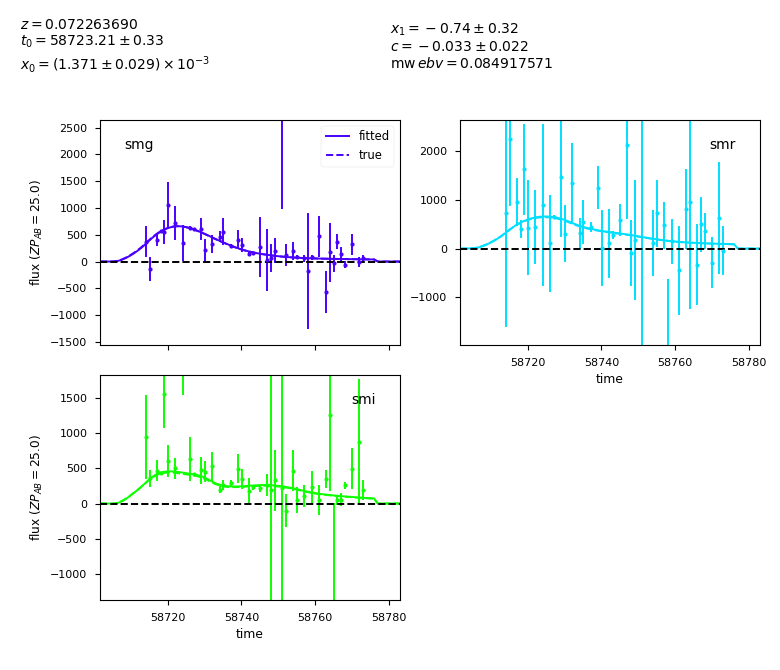 z = 0.072263690
t₀ = 58723.21 ± 0.33
x₀ = (1.371 ± 0.029) × 10⁻³
x₁ = −0.74 ± 0.32
c = −0.033 ± 0.022
mwebv = 0.084917571
smg
fitted
true
2500
2000
1500
1000
500
0
−500
−1000
−1500
flux (ZP_AB = 25.0)
smr
2000
1000
0
−1000
58720 58740 58760 58780
time
smi
1500
1000
500
0
−500
−1000
flux (ZP_AB = 25.0)
58720 58740 58760 58780
time